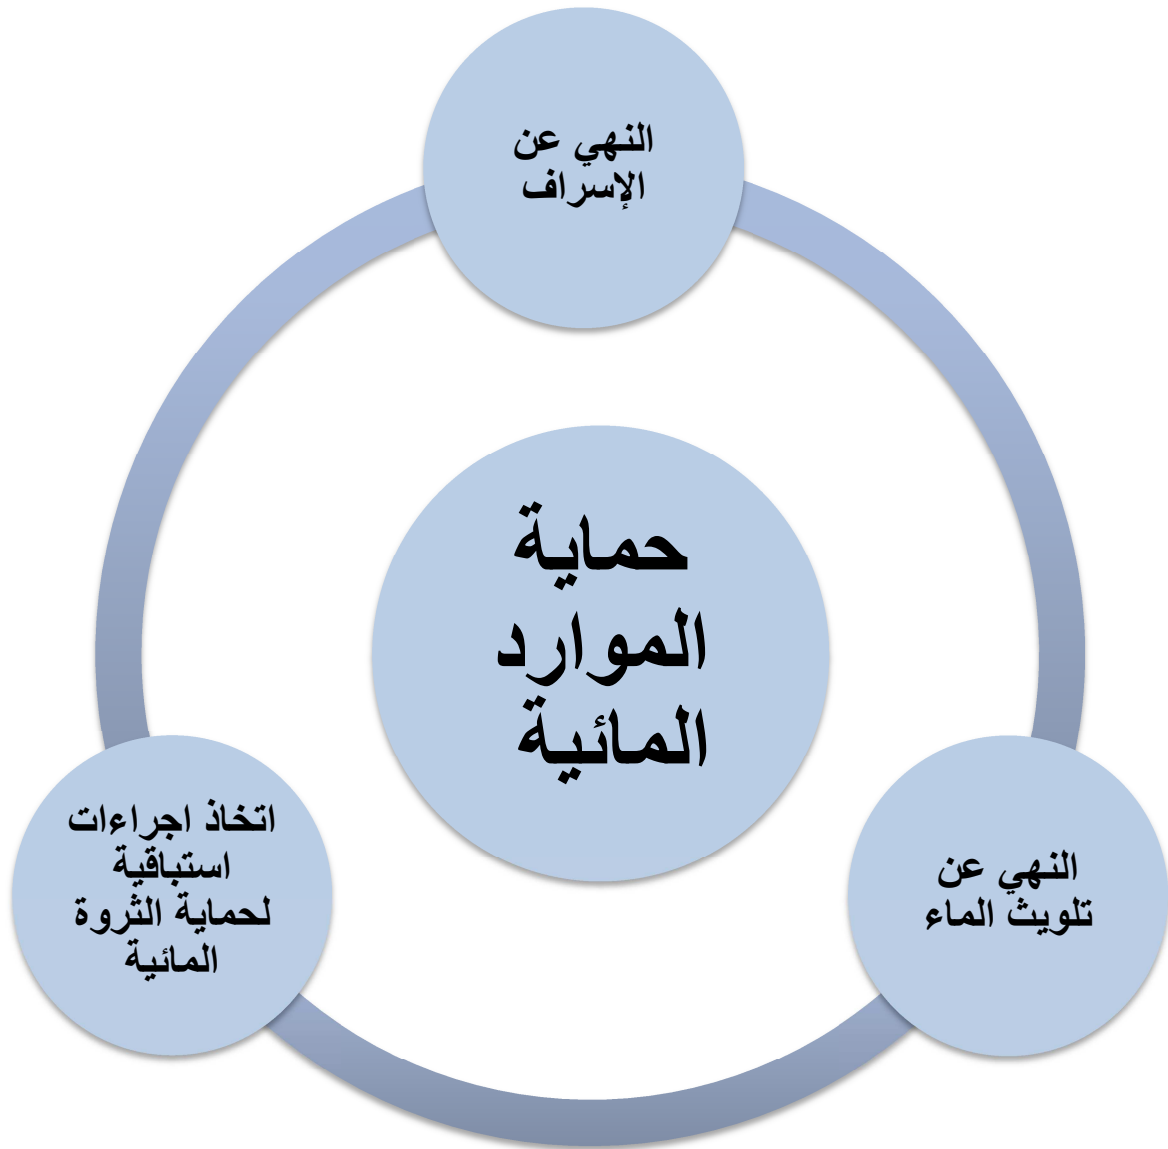 النهي عن
الإسراف
حماية
الموارد
المائية
النهي عن
تلويث الماء
اتخاذ اجراءات
استباقية
لحماية الثروة
المائية